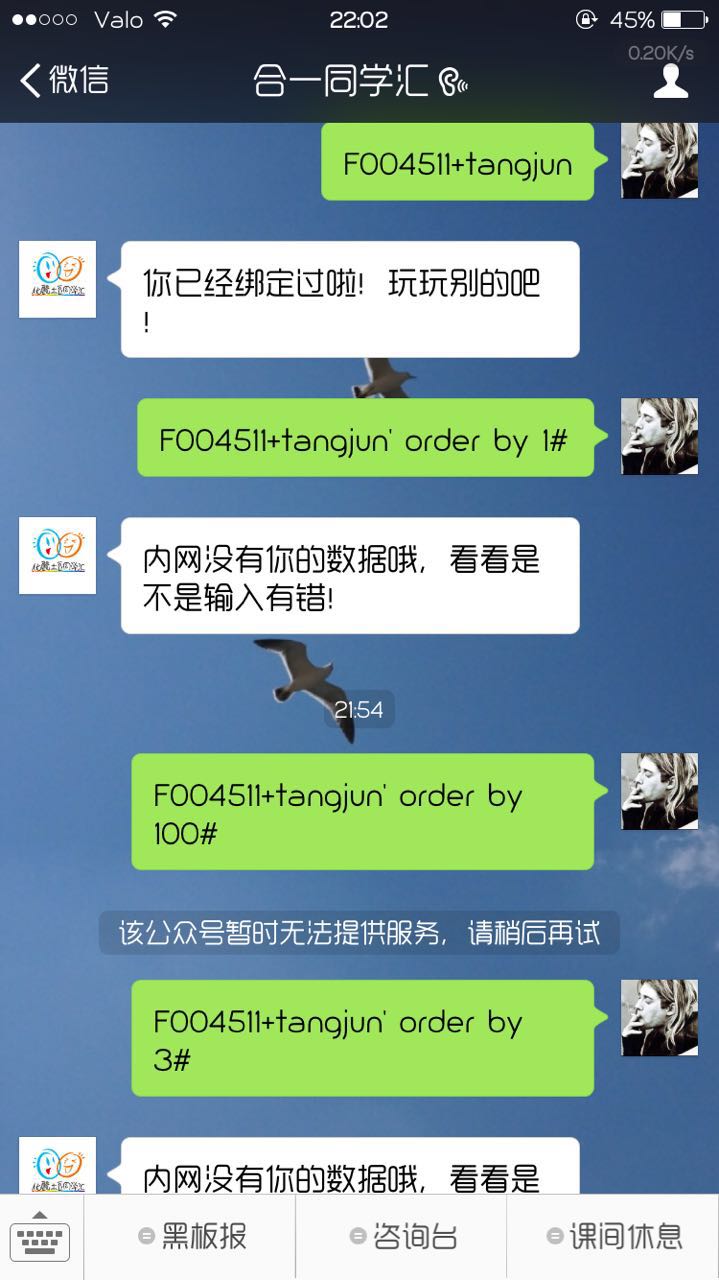 Valo 22:02 45%
0.20K/s
微信 合一同学汇
F004511+tangjun
你已经绑定过啦! 玩玩别的吧
!
F004511+tangjun' order by 1#
内网没有你的数据哦, 看看是
不是输入有错!
21:54
F004511+tangjun' order by
100#
该公众号暂时无法提供服务, 请稍后再试
F004511+tangjun' order by
3#
内网没有你的数据哦, 看看是
黑板报 咨询台 课间休息